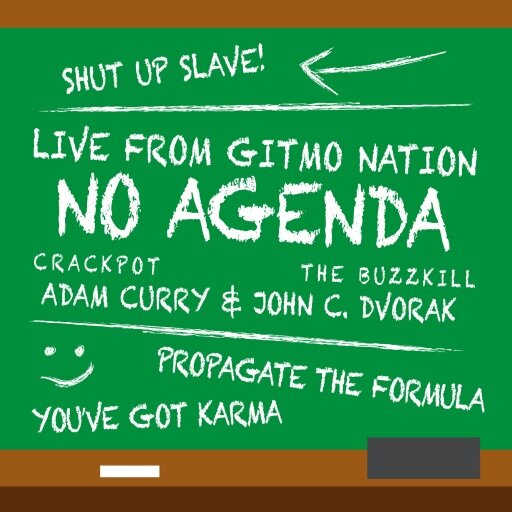 SHUT UP SLAVE!
LIVE FROM GITMO NATION
NO AGENDA
CRACKPOT THE BUZZKILL
ADAM CURRY & JOHN C. DVORAK
PROPAGATE THE FORMULA
YOU'VE GOT KARMA